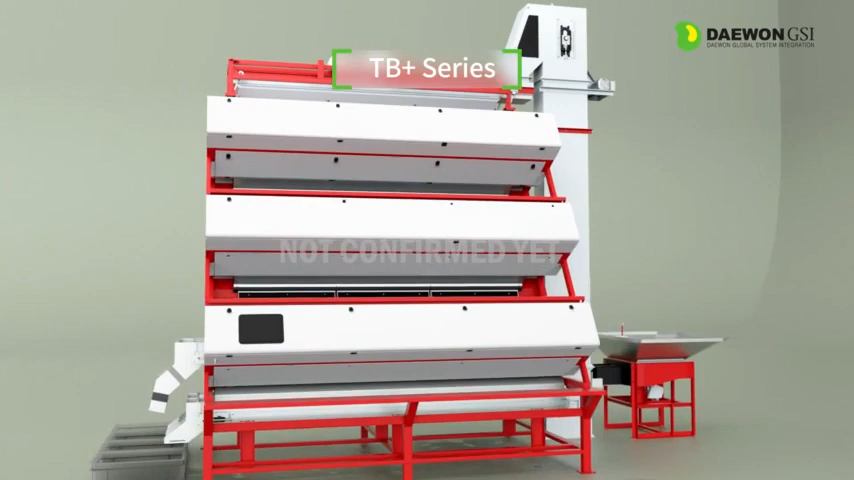 DAEWON GSI
DAEWON GLOBAL SYSTEM INTEGRATION
TB+ Series
NOT CONFIRMED YET